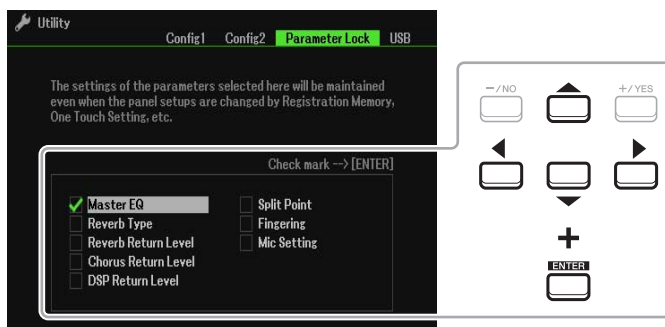 Utility
Config1 Config2 Parameter Lock USB
The settings of the parameters selected here will be maintained
even when the panel setups are changed by Registration Memory,
One Touch Setting, etc.
Check mark --> [ENTER]
Master EQ
Reverb Type
Reverb Return Level
Chorus Return Level
DSP Return Level
Split Point
Fingering
Mic Setting
−/NO
+/YES
+
ENTER